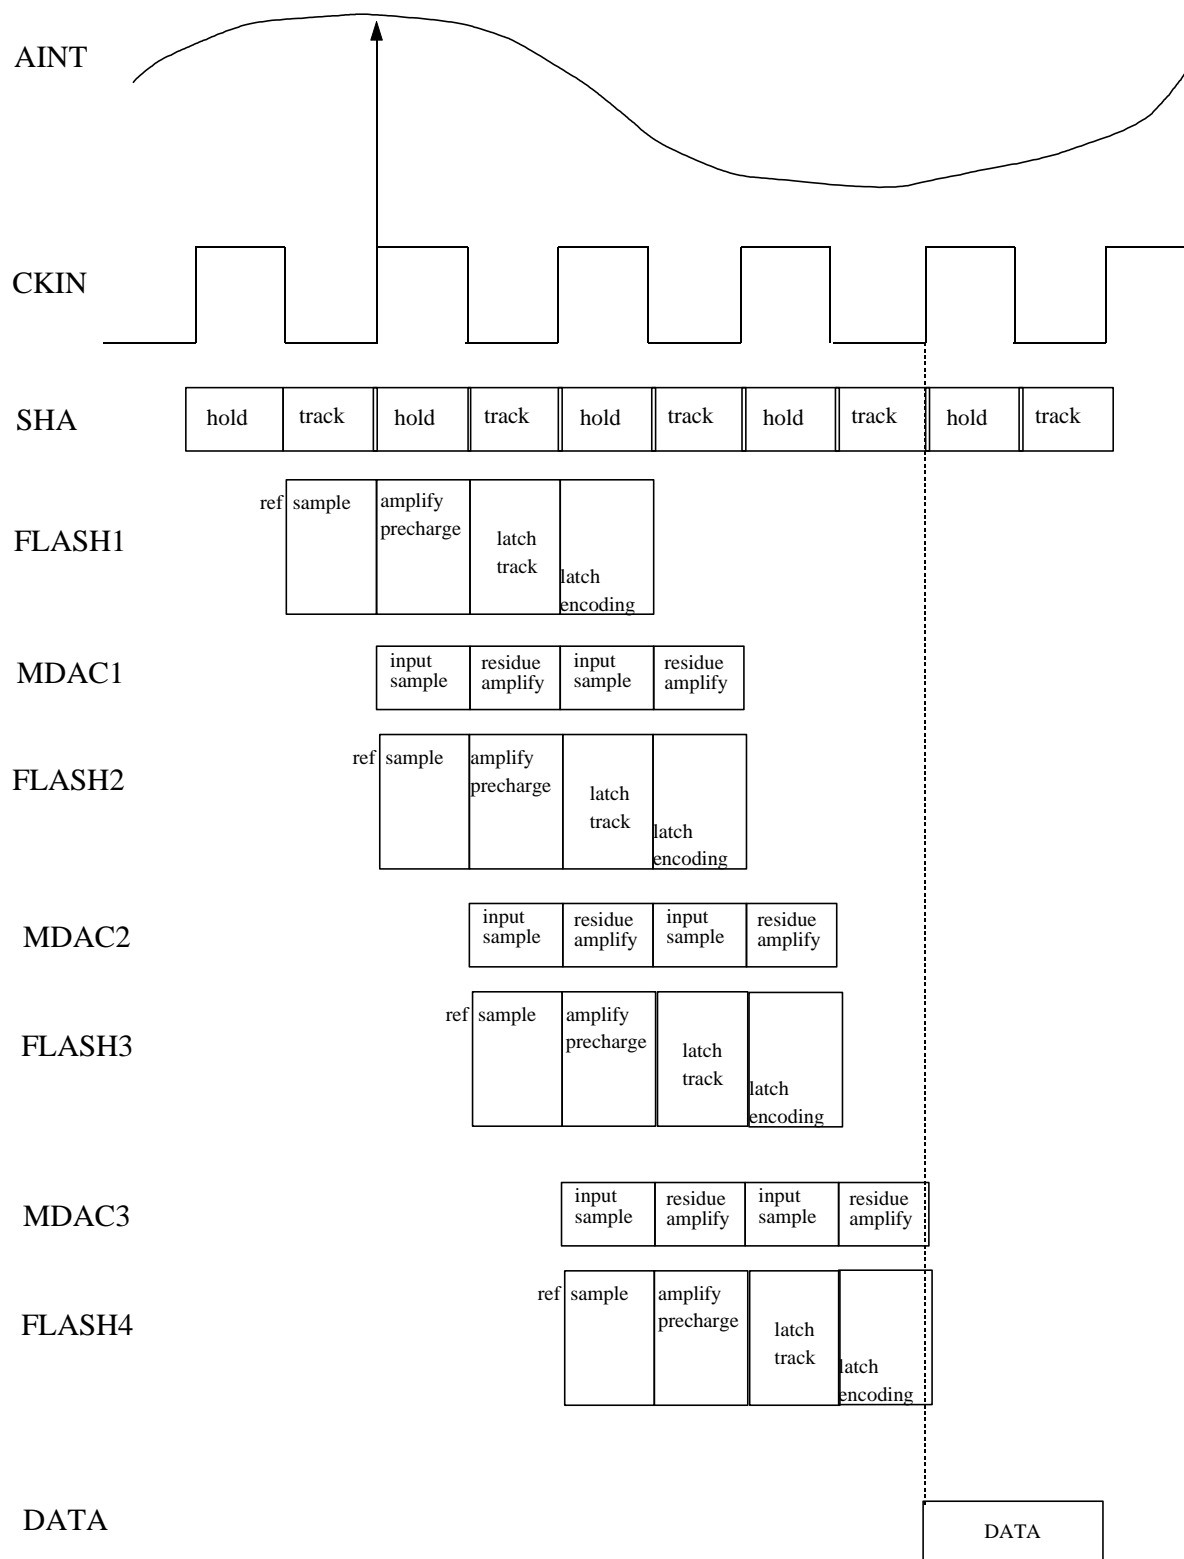 AINT
CKIN
SHA
hold track hold track hold track hold track hold track
FLASH1
ref sample
amplify
precharge
latch
track
latch
encoding
MDAC1
input
sample
residue
amplify
input
sample
residue
amplify
FLASH2
ref sample
amplify
precharge
latch
track
latch
encoding
MDAC2
input
sample
residue
amplify
input
sample
residue
amplify
FLASH3
ref sample
amplify
precharge
latch
track
latch
encoding
MDAC3
input
sample
residue
amplify
input
sample
residue
amplify
FLASH4
ref sample
amplify
precharge
latch
track
latch
encoding
DATA
DATA